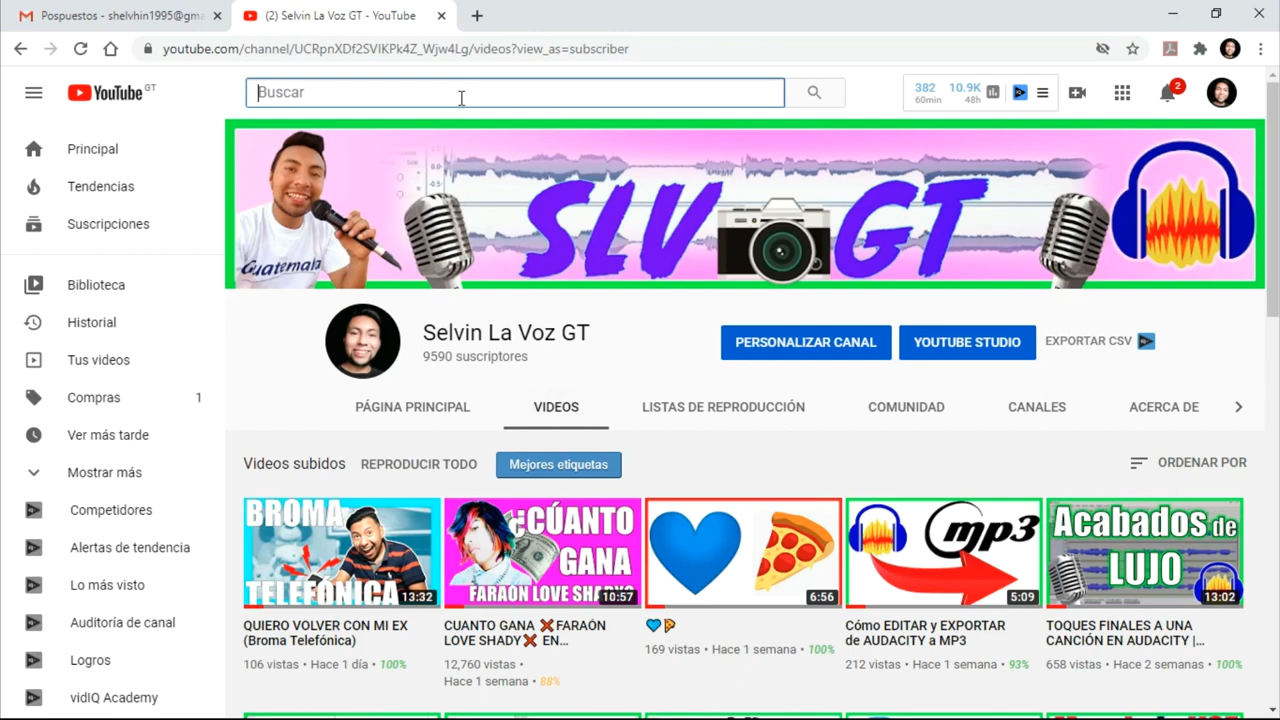 Pospuestos - shelvhin1995@gma
(2) Selvin La Voz GT - YouTube
youtube.com/channel/UCRpnXDf2SVIKPk4Z_Wjw4Lg/videos?view_as=subscriber
YouTube GT
Buscar
382 10.9K
60min 48h
2
Principal
Tendencias
Suscripciones
Biblioteca
Historial
Tus videos
Compras 1
Ver más tarde
Mostrar más
Competidores
Alertas de tendencia
Lo más visto
Auditoría de canal
Logros
vidIQ Academy
Guatemala
SLV GT
Selvin La Voz GT
9590 suscriptores
PERSONALIZAR CANAL
YOUTUBE STUDIO
EXPORTAR CSV
PÁGINA PRINCIPAL
VIDEOS
LISTAS DE REPRODUCCIÓN
COMUNIDAD
CANALES
ACERCA DE
Videos subidos
REPRODUCIR TODO
Mejores etiquetas
ORDENAR POR
BROMA
TELEFÓNICA
13:32
QUIERO VOLVER CON MI EX
(Broma Telefónica)
106 vistas • Hace 1 día • 100%
¿CÚANTO
GANA
FARAON LOVE SHADY
10:57
CUANTO GANA ❌FARAÓN
LOVE SHADY❌ EN...
12,760 vistas •
Hace 1 semana • 88%
6:56
💙🍕
169 vistas • Hace 1 semana • 100%
mp3
5:09
Cómo EDITAR y EXPORTAR
de AUDACITY a MP3
212 vistas • Hace 1 semana • 93%
Acabados de
LUJO
13:02
TOQUES FINALES A UNA
CANCIÓN EN AUDACITY |...
658 vistas • Hace 2 semanas • 100%